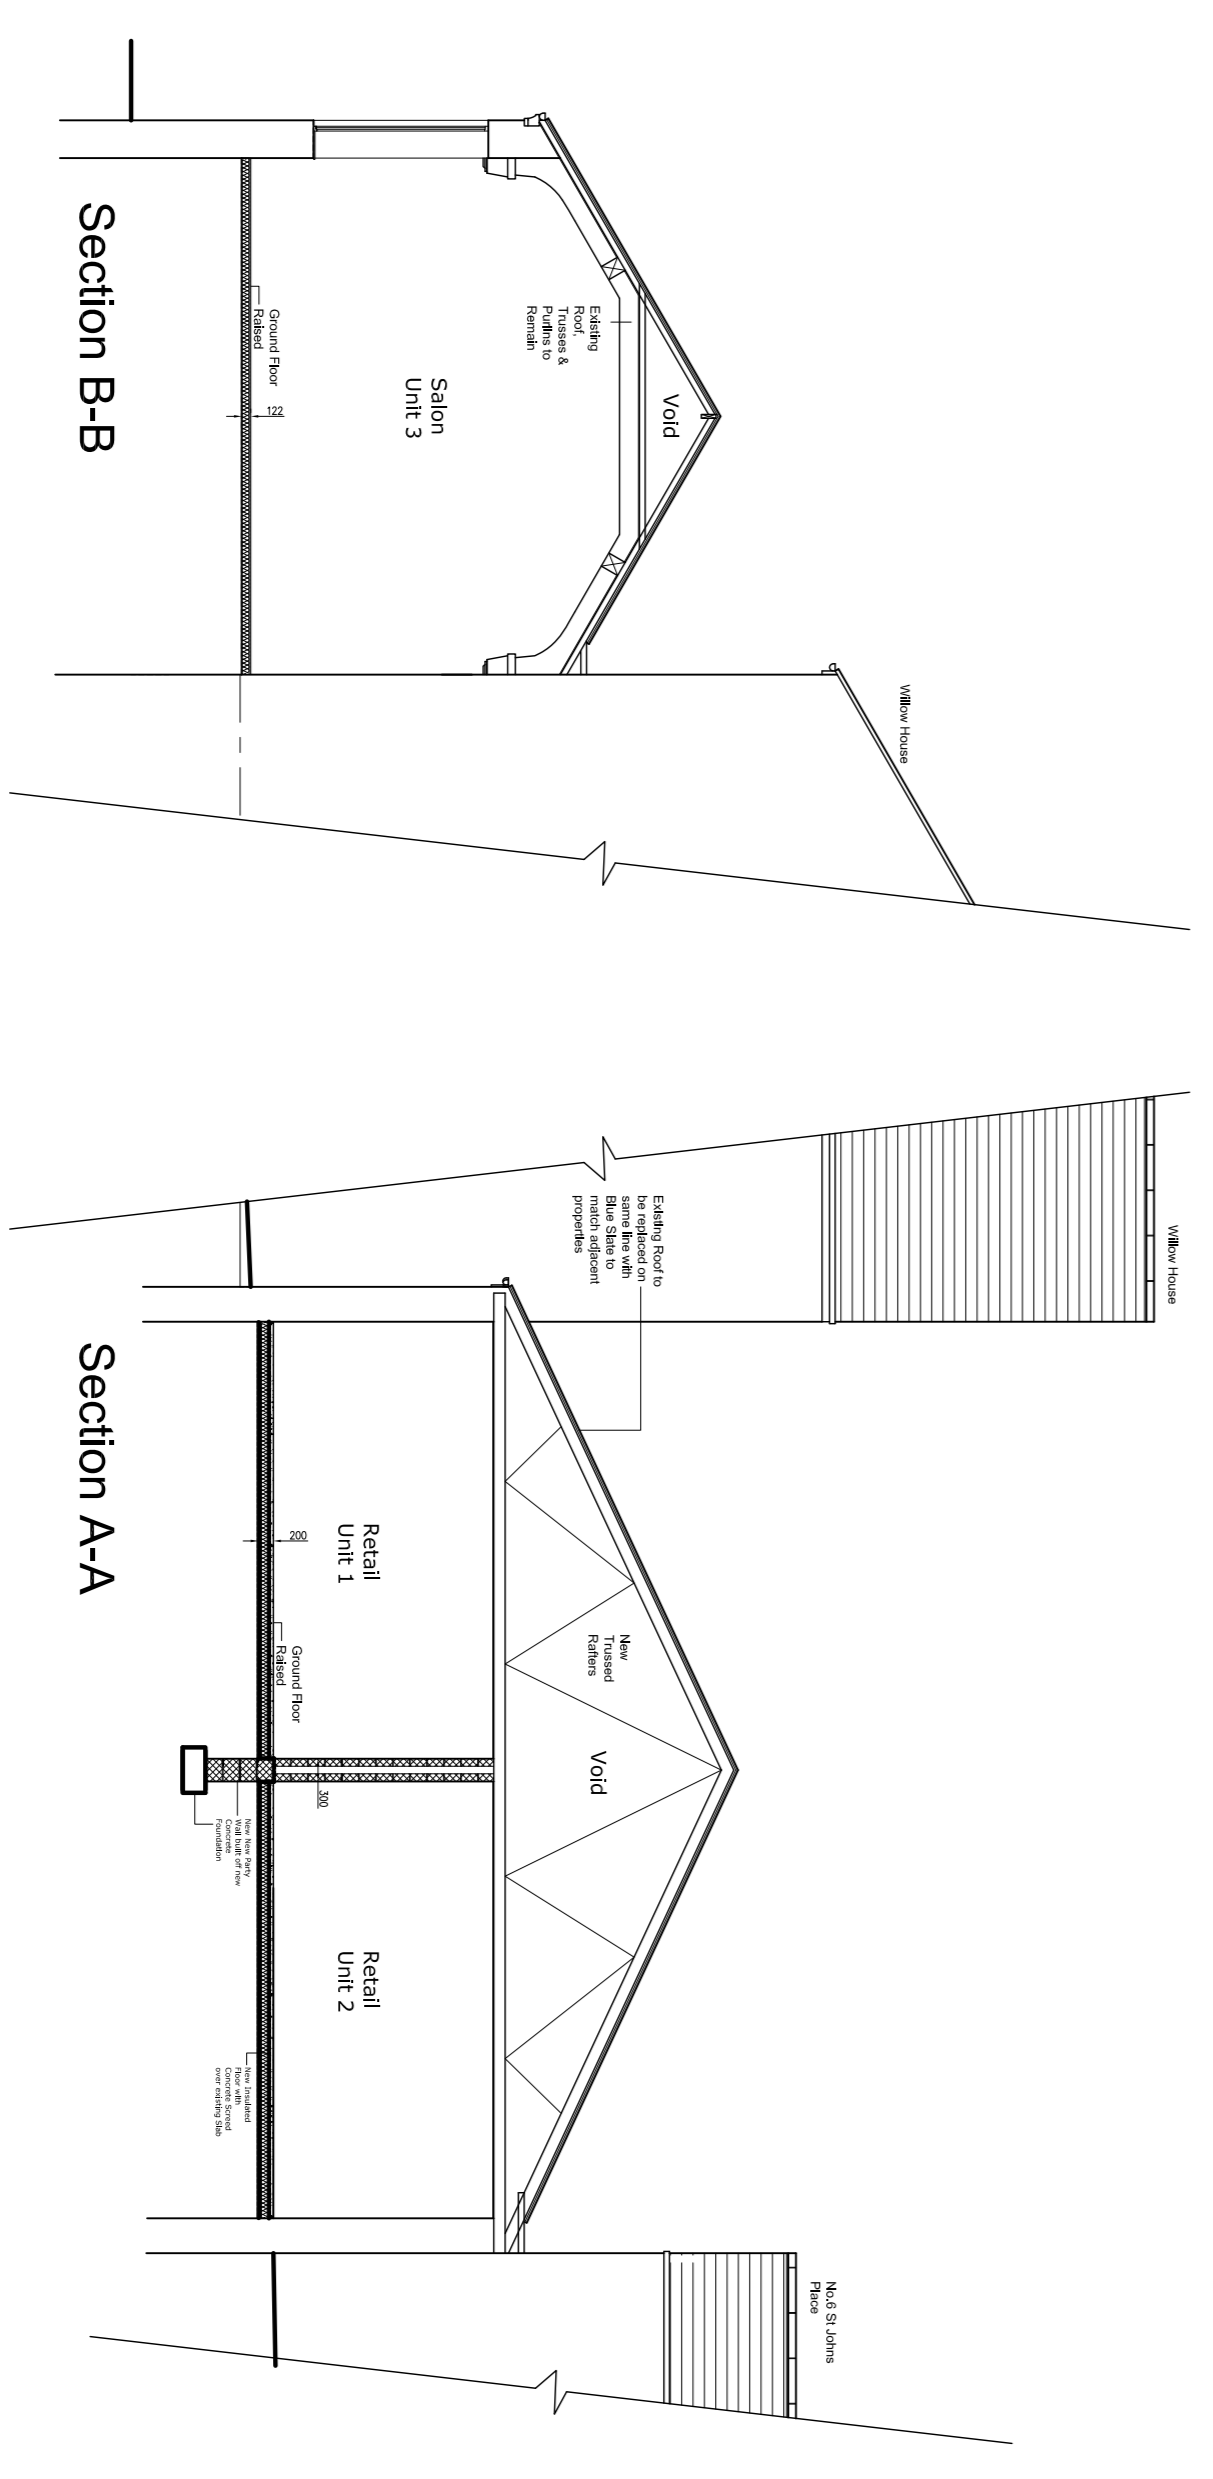 Willow House
Void
Existing
Roof,
Trusses &
Purlins to
Remain
Salon
Unit 3
Ground Floor
Raised
122
Section B-B
Willow House
Existing Roof to
be replaced on
same line with
Blue Slate to
match adjacent
properties
New
Trussed
Rafters
Void
No.6 St Johns
Place
Retail
Unit 1
Retail
Unit 2
200
Ground Floor
Raised
300
New New Party
Wall built off new
Concrete
Foundation
New Insulated
Floor with
Concrete Screed
over existing Slab
Section A-A